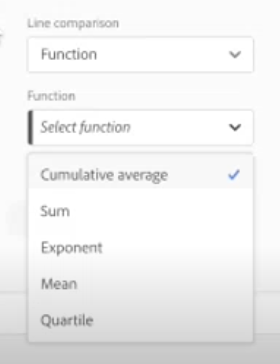 Line comparison
Function
Function
Select function
Cumulative average
Sum
Exponent
Mean
Quartile